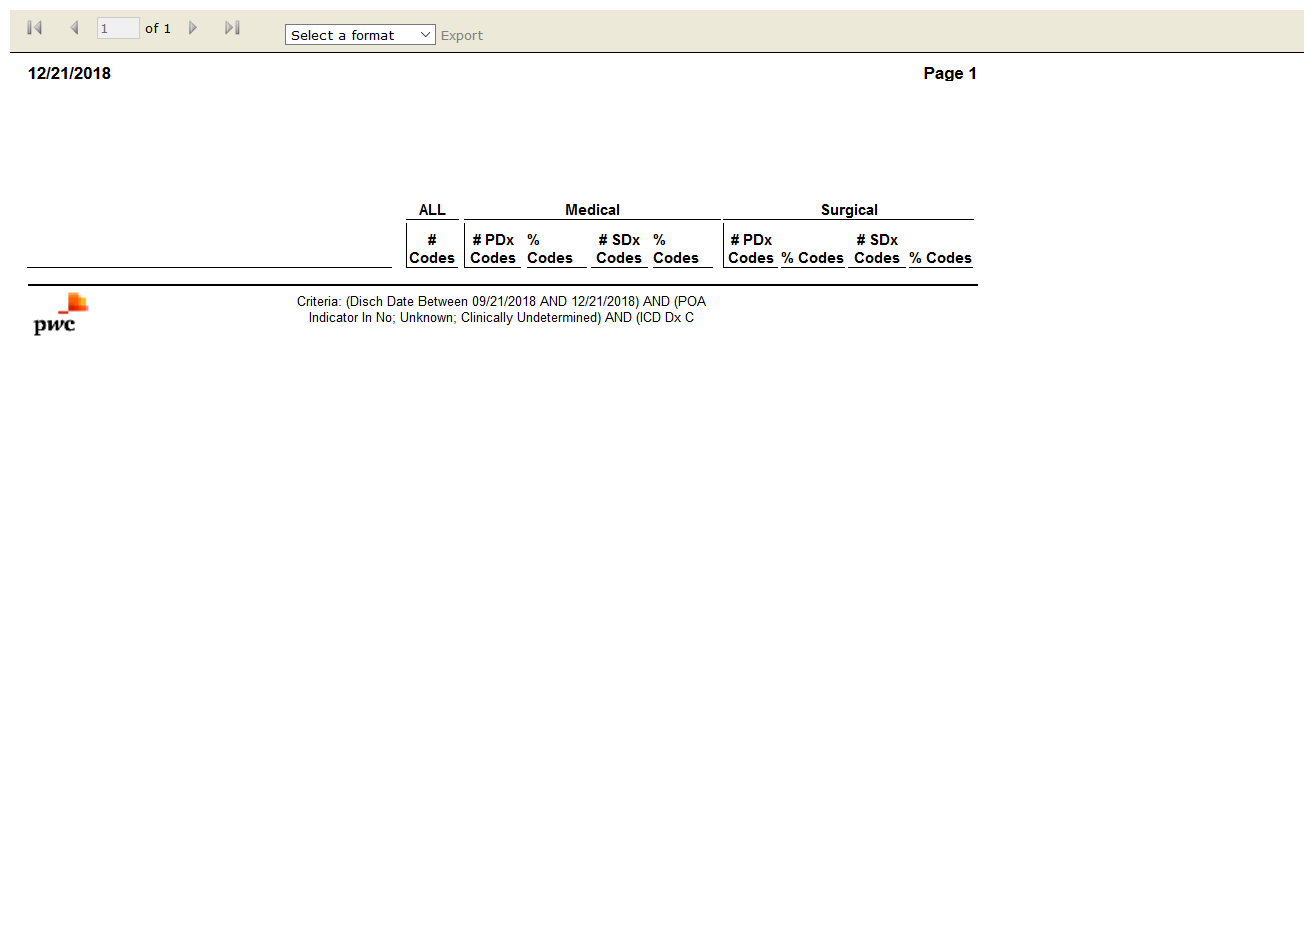 1 of 1 Select a format Export
12/21/2018 Page 1
ALL Medical Surgical
# # PDx % # SDx % # PDx # SDx
Codes Codes Codes Codes Codes Codes % Codes Codes % Codes
pwc
Criteria: (Disch Date Between 09/21/2018 AND 12/21/2018) AND (POA
Indicator In No; Unknown; Clinically Undetermined) AND (ICD Dx C